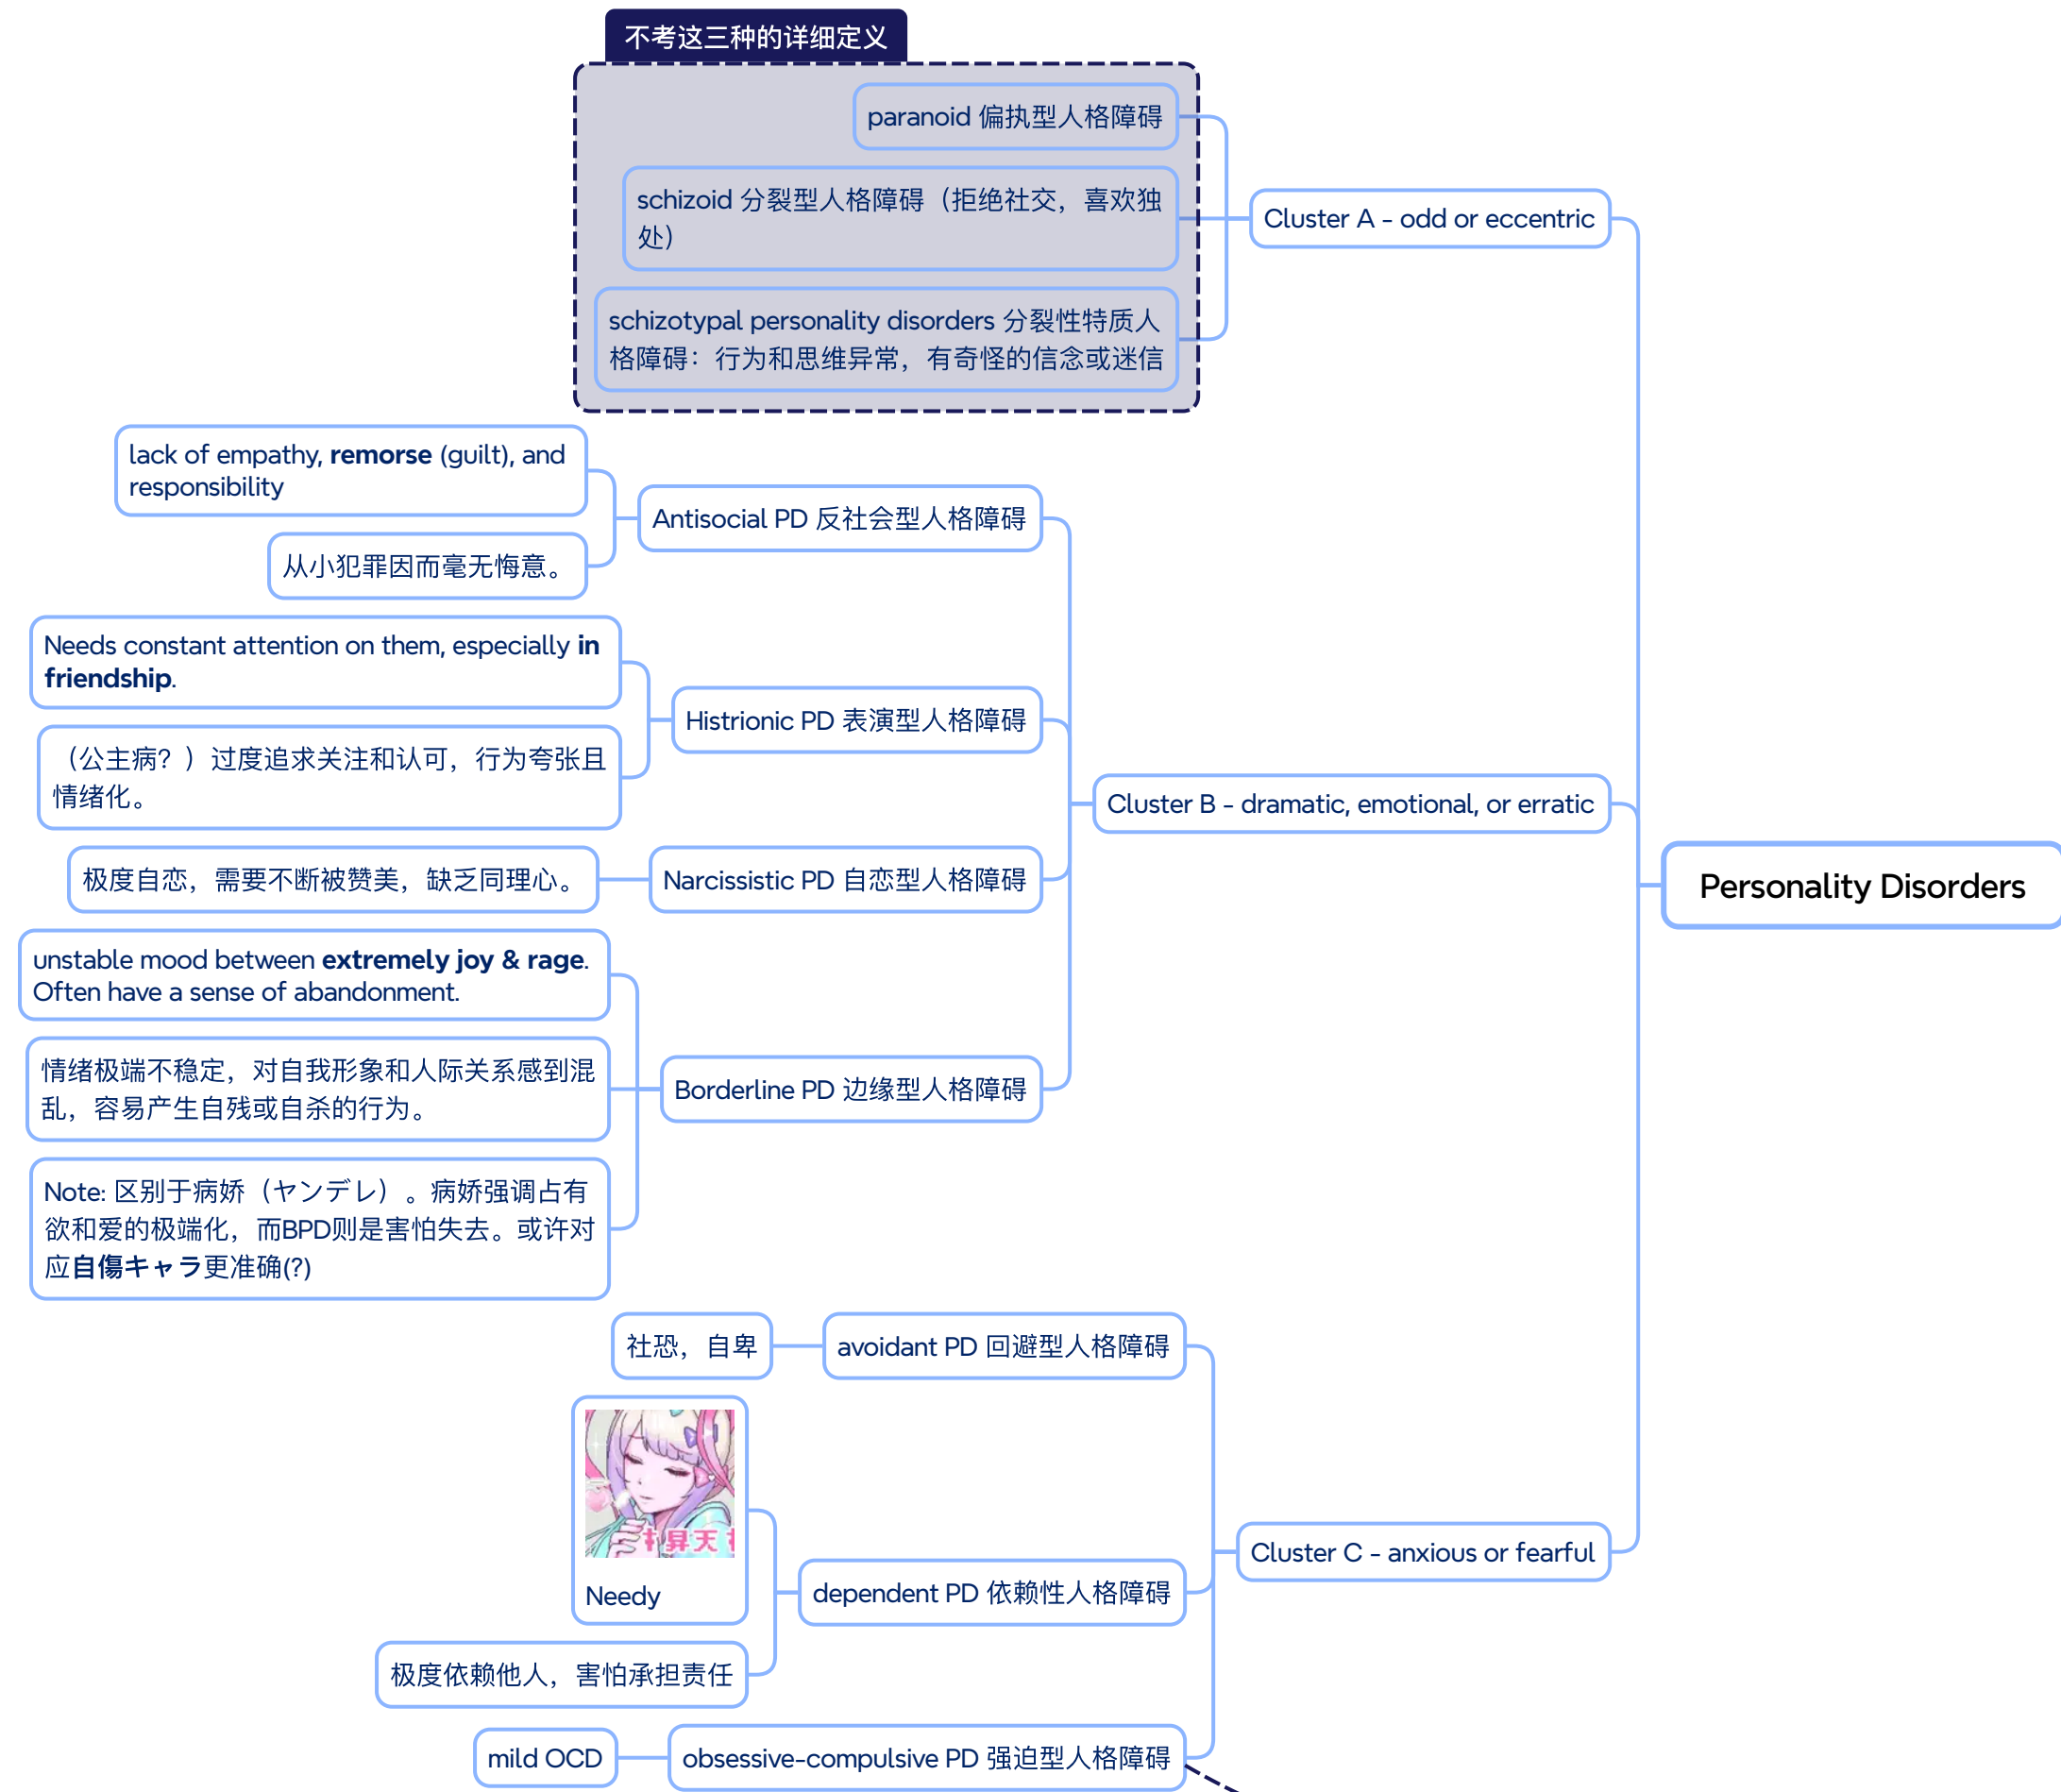 不考这三种的详细定义
paranoid 偏执型人格障碍
schizoid 分裂型人格障碍（拒绝社交，喜欢独
处）
schizotypal personality disorders 分裂性特质人
格障碍：行为和思维异常，有奇怪的信念或迷信
Cluster A - odd or eccentric
lack of empathy, remorse (guilt), and
responsibility
从小犯罪因而毫无悔意。
Antisocial PD 反社会型人格障碍
Needs constant attention on them, especially in
friendship.
（公主病？）过度追求关注和认可，行为夸张且
情绪化。
Histrionic PD 表演型人格障碍
极度自恋，需要不断被赞美，缺乏同理心。
Narcissistic PD 自恋型人格障碍
unstable mood between extremely joy & rage.
Often have a sense of abandonment.
情绪极端不稳定，对自我形象和人际关系感到混
乱，容易产生自残或自杀的行为。
Note: 区别于病娇（ヤンデレ）。病娇强调占有
欲和爱的极端化，而BPD则是害怕失去。或许对
应自傷キャラ更准确(?)
Borderline PD 边缘型人格障碍
Cluster B - dramatic, emotional, or erratic
Personality Disorders
社恐，自卑
avoidant PD 回避型人格障碍
昇天
Needy
极度依赖他人，害怕承担责任
dependent PD 依赖性人格障碍
mild OCD
obsessive-compulsive PD 强迫型人格障碍
Cluster C - anxious or fearful